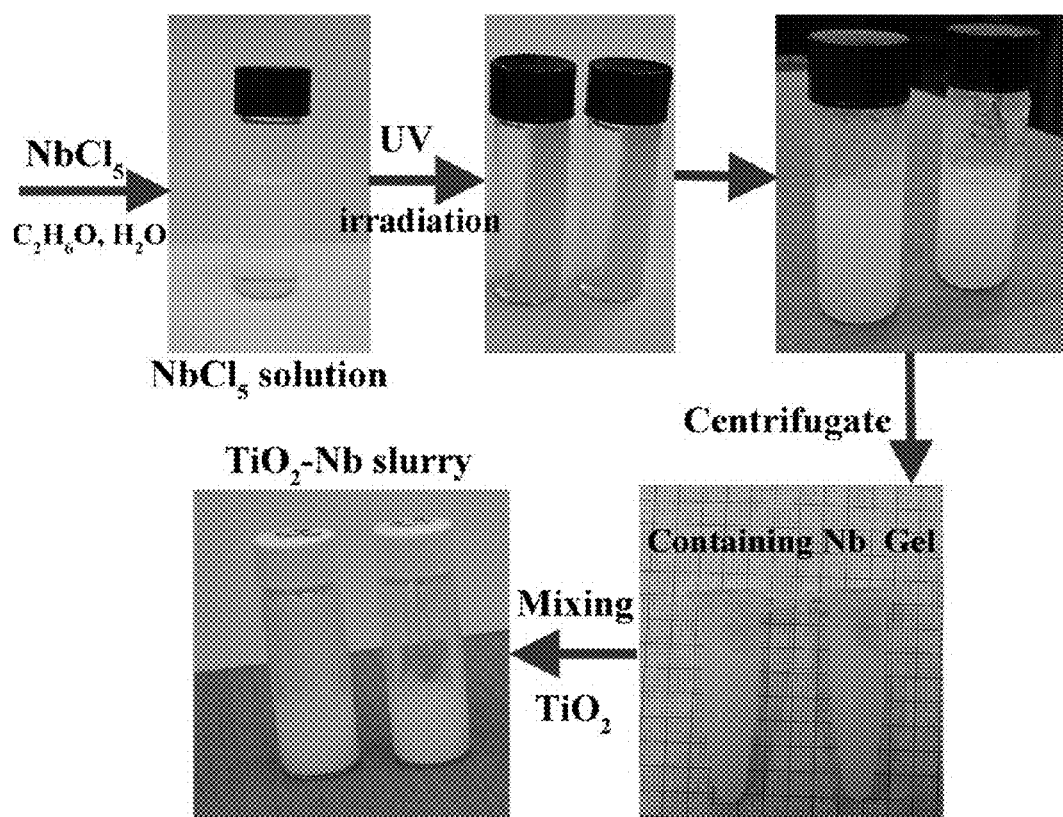 NbCl₅
C₂H₆O, H₂O
UV
irradiation
NbCl₅ solution
Centrifugate
TiO₂-Nb slurry
Containing Nb Gel
Mixing
TiO₂